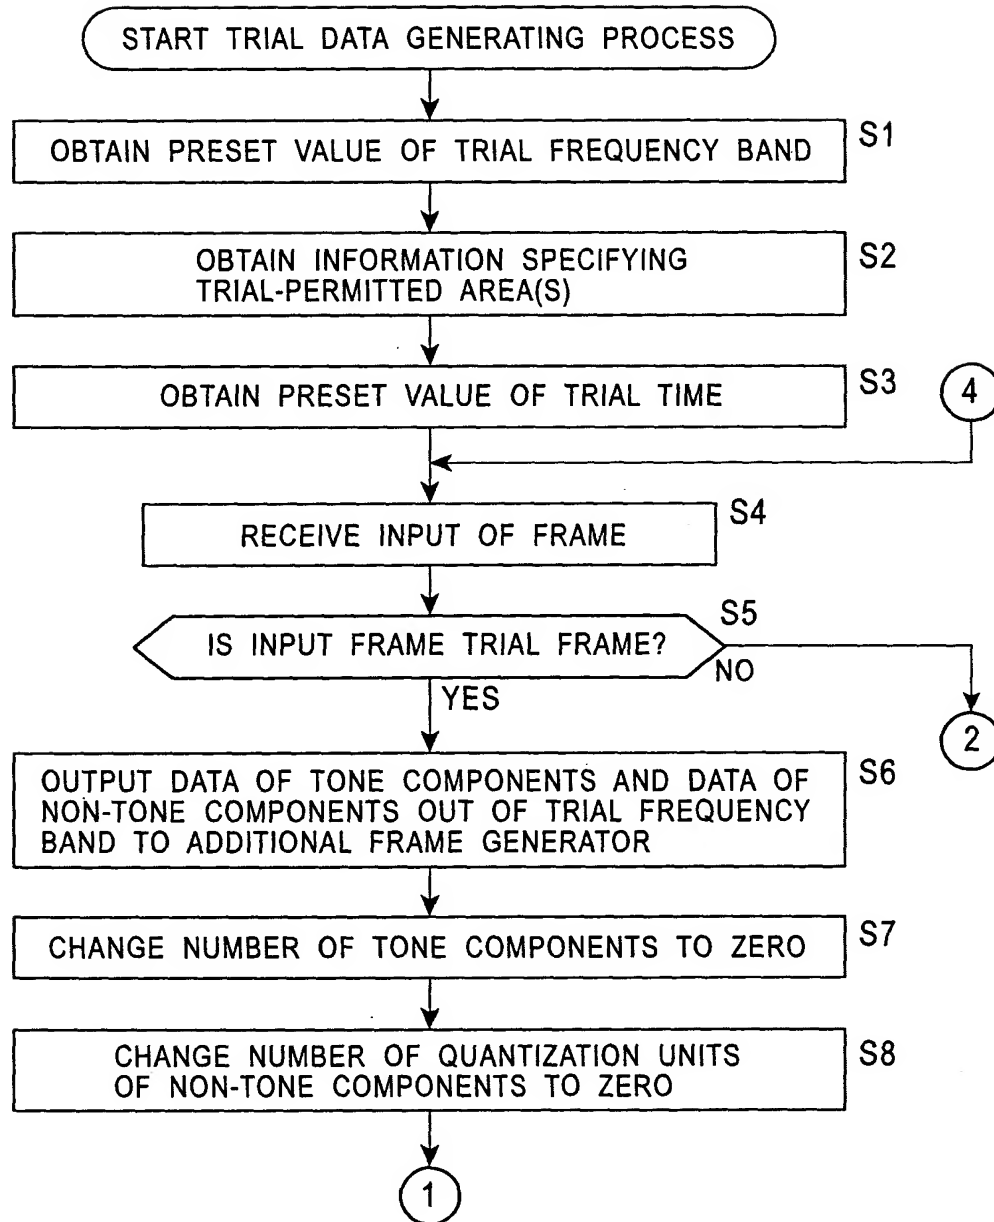 START TRIAL DATA GENERATING PROCESS
S1
OBTAIN PRESET VALUE OF TRIAL FREQUENCY BAND
S2
OBTAIN INFORMATION SPECIFYING
TRIAL-PERMITTED AREA(S)
S3
OBTAIN PRESET VALUE OF TRIAL TIME
4
S4
RECEIVE INPUT OF FRAME
S5
IS INPUT FRAME TRIAL FRAME?
NO
YES
2
S6
OUTPUT DATA OF TONE COMPONENTS AND DATA OF
NON-TONE COMPONENTS OUT OF TRIAL FREQUENCY
BAND TO ADDITIONAL FRAME GENERATOR
S7
CHANGE NUMBER OF TONE COMPONENTS TO ZERO
S8
CHANGE NUMBER OF QUANTIZATION UNITS
OF NON-TONE COMPONENTS TO ZERO
1